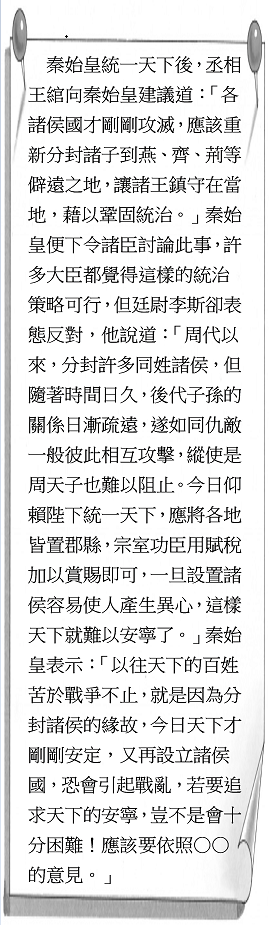 秦始皇統一天下後，丞相
王綰向秦始皇建議道：「各
諸侯國才剛剛攻滅，應該重
新分封諸子到燕、齊、荊等
僻遠之地，讓諸王鎮守在當
地，藉以鞏固統治。」秦始
皇便下令諸臣討論此事，許
多大臣都覺得這樣的統治
策略可行，但廷尉李斯卻表
態反對，他說道：「周代以
來，分封許多同姓諸侯，但
隨著時間日久，後代子孫的
關係日漸疏遠，遂如同仇敵
一般彼此相互攻擊，縱使是
周天子也難以阻止。今日仰
賴陛下統一天下，應將各地
皆置郡縣，宗室功臣用賦稅
加以賞賜即可，一旦設置諸
侯容易使人產生異心，這樣
天下就難以安寧了。」秦始
皇表示：「以往天下的百姓
苦於戰爭不止，就是因為分
封諸侯的緣故，今日天下才
剛剛安定，又再設立諸侯
國，恐會引起戰亂，若要追
求天下的安寧，豈不是會十
分困難！應該要依照○○
的意見。」